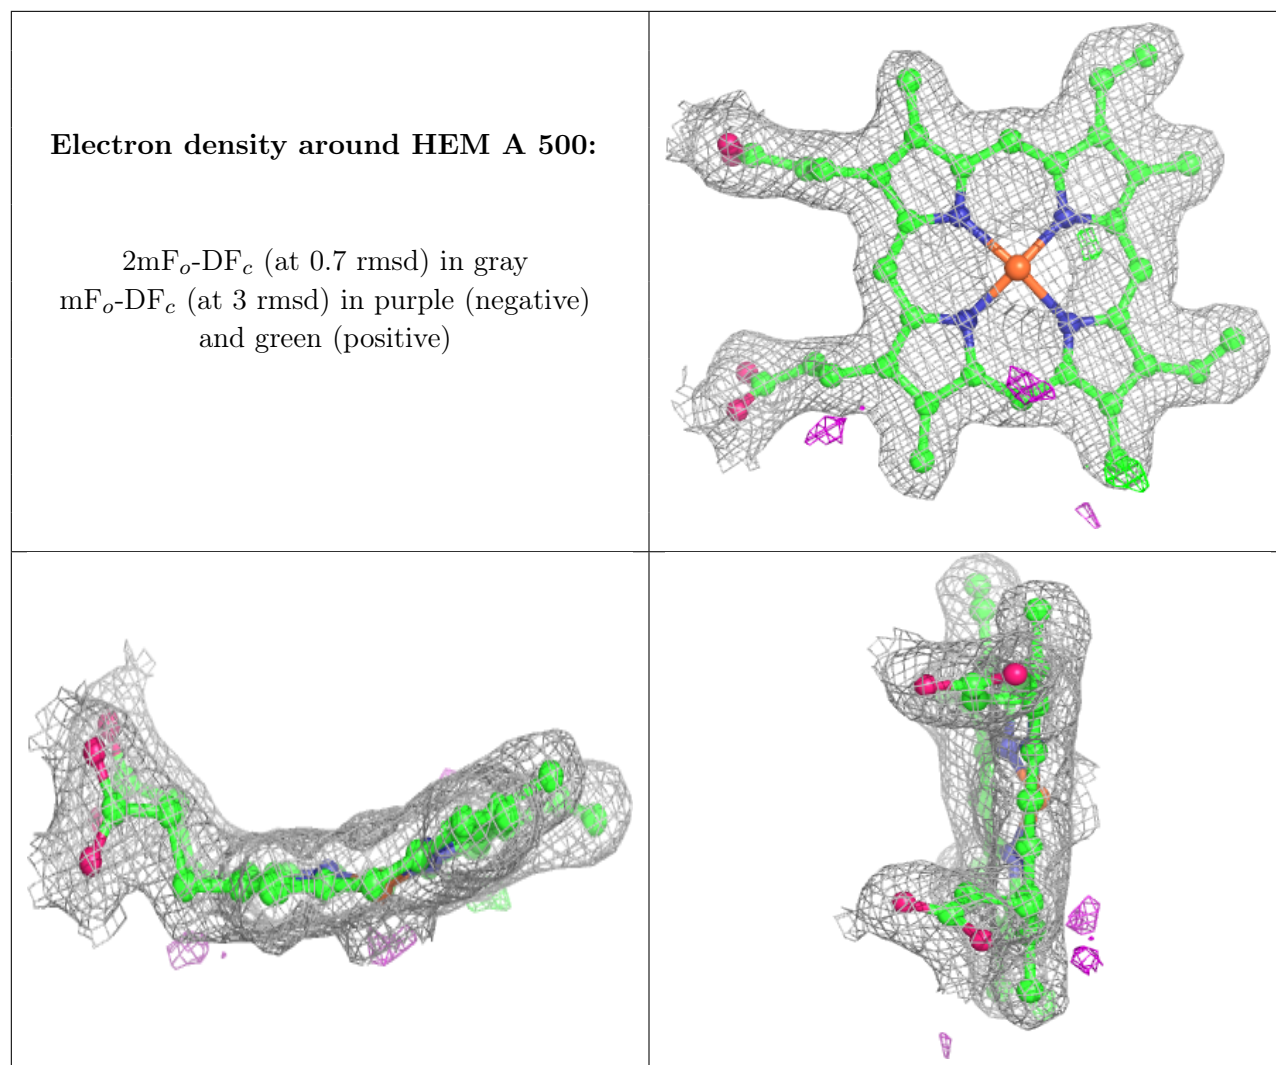 Electron density around HEM A 500:
2mFo-DFc (at 0.7 rmsd) in gray
mFo-DFc (at 3 rmsd) in purple (negative)
and green (positive)